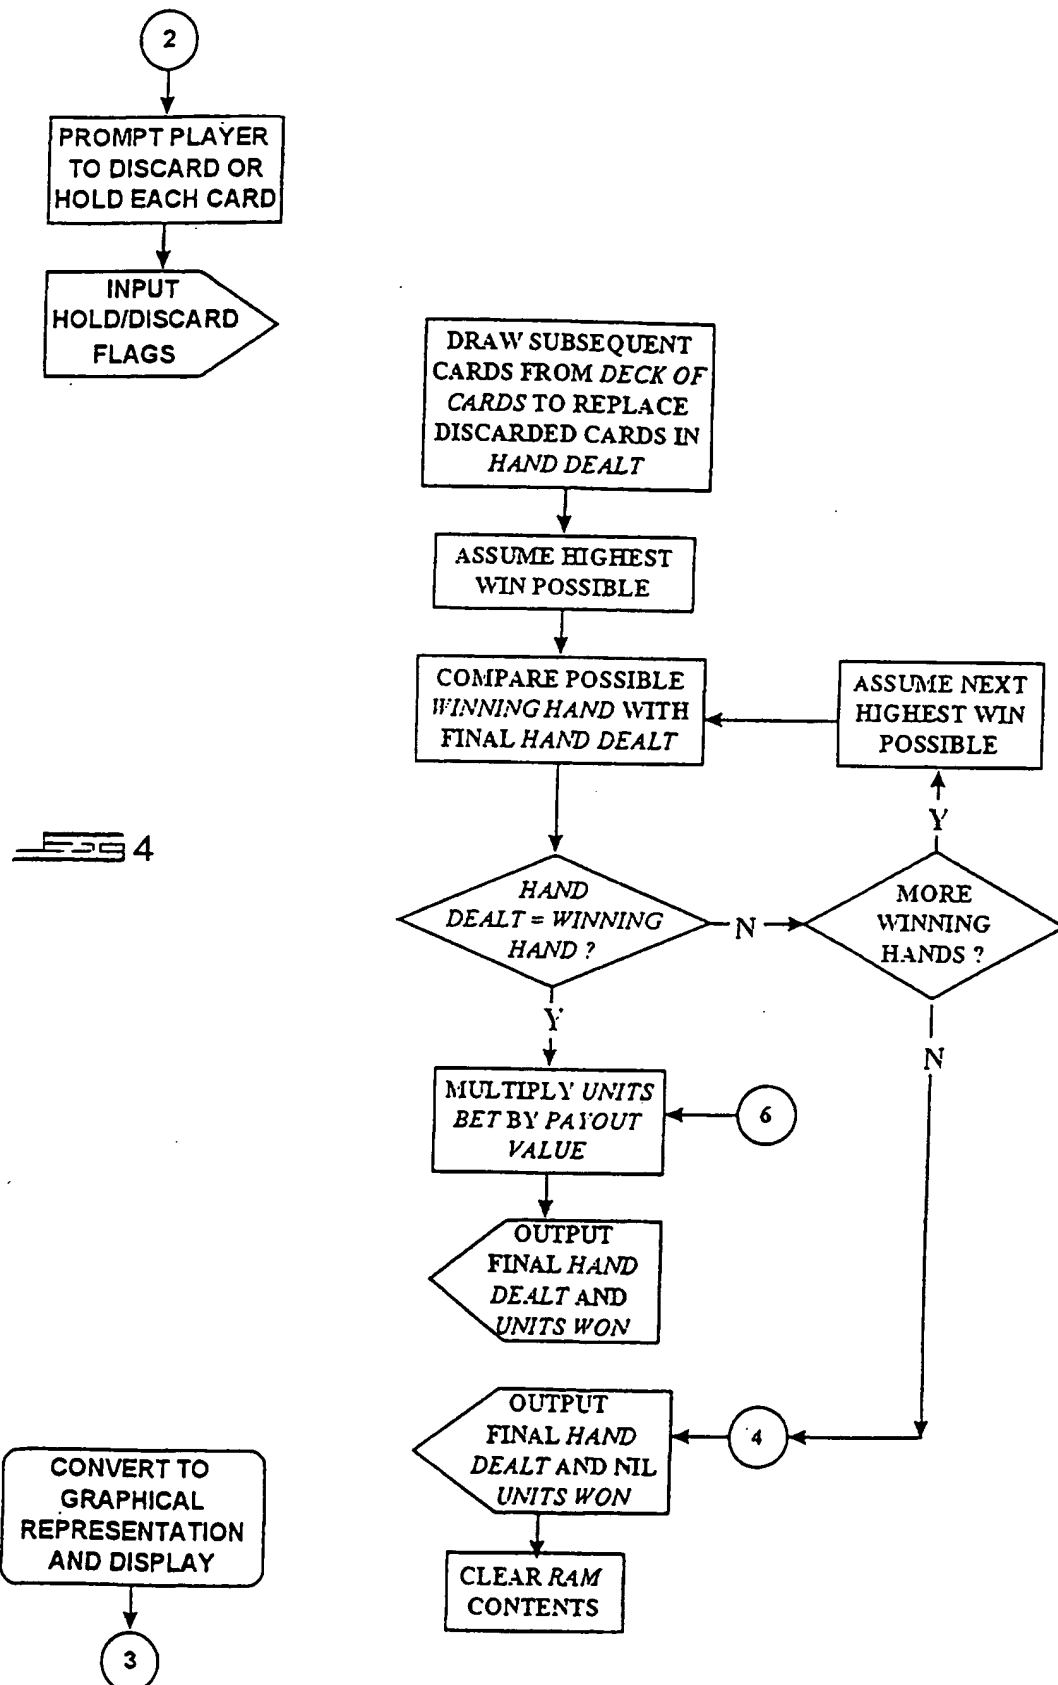 2
PROMPT PLAYER
TO DISCARD OR
HOLD EACH CARD
INPUT
HOLD/DISCARD
FLAGS
DRAW SUBSEQUENT
CARDS FROM DECK OF
CARDS TO REPLACE
DISCARDED CARDS IN
HAND DEALT
ASSUME HIGHEST
WIN POSSIBLE
COMPARE POSSIBLE
WINNING HAND WITH
FINAL HAND DEALT
ASSUME NEXT
HIGHEST WIN
POSSIBLE
Y
Fig 4
HAND
DEALT = WINNING
HAND ?
N
MORE
WINNING
HANDS ?
Y
N
MULTIPLY UNITS
BET BY PAYOUT
VALUE
6
OUTPUT
FINAL HAND
DEALT AND
UNITS WON
OUTPUT
FINAL HAND
DEALT AND NIL
UNITS WON
4
CONVERT TO
GRAPHICAL
REPRESENTATION
AND DISPLAY
CLEAR RAM
CONTENTS
3